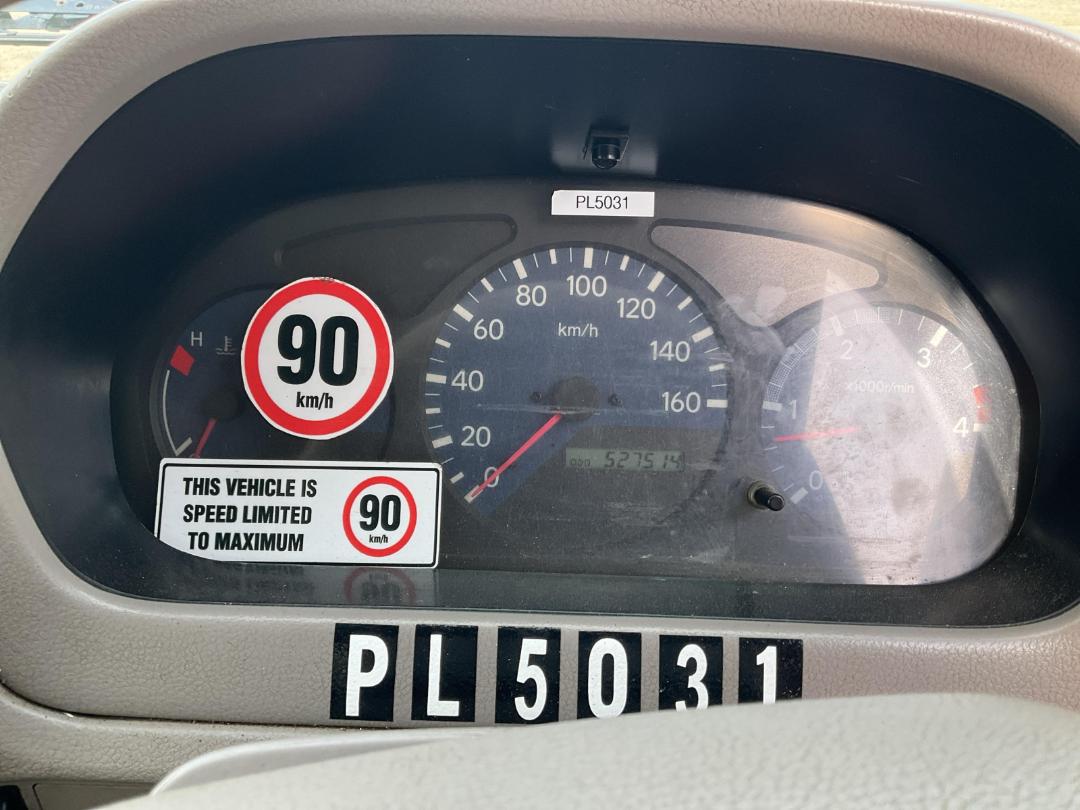 PL5031
H
90
km/h
0
20
40
60
80
100
120
140
160
km/h
ODO 527514
0
1
2
3
4
x1000r/min
THIS VEHICLE IS
SPEED LIMITED
TO MAXIMUM
90
km/h
PL5031